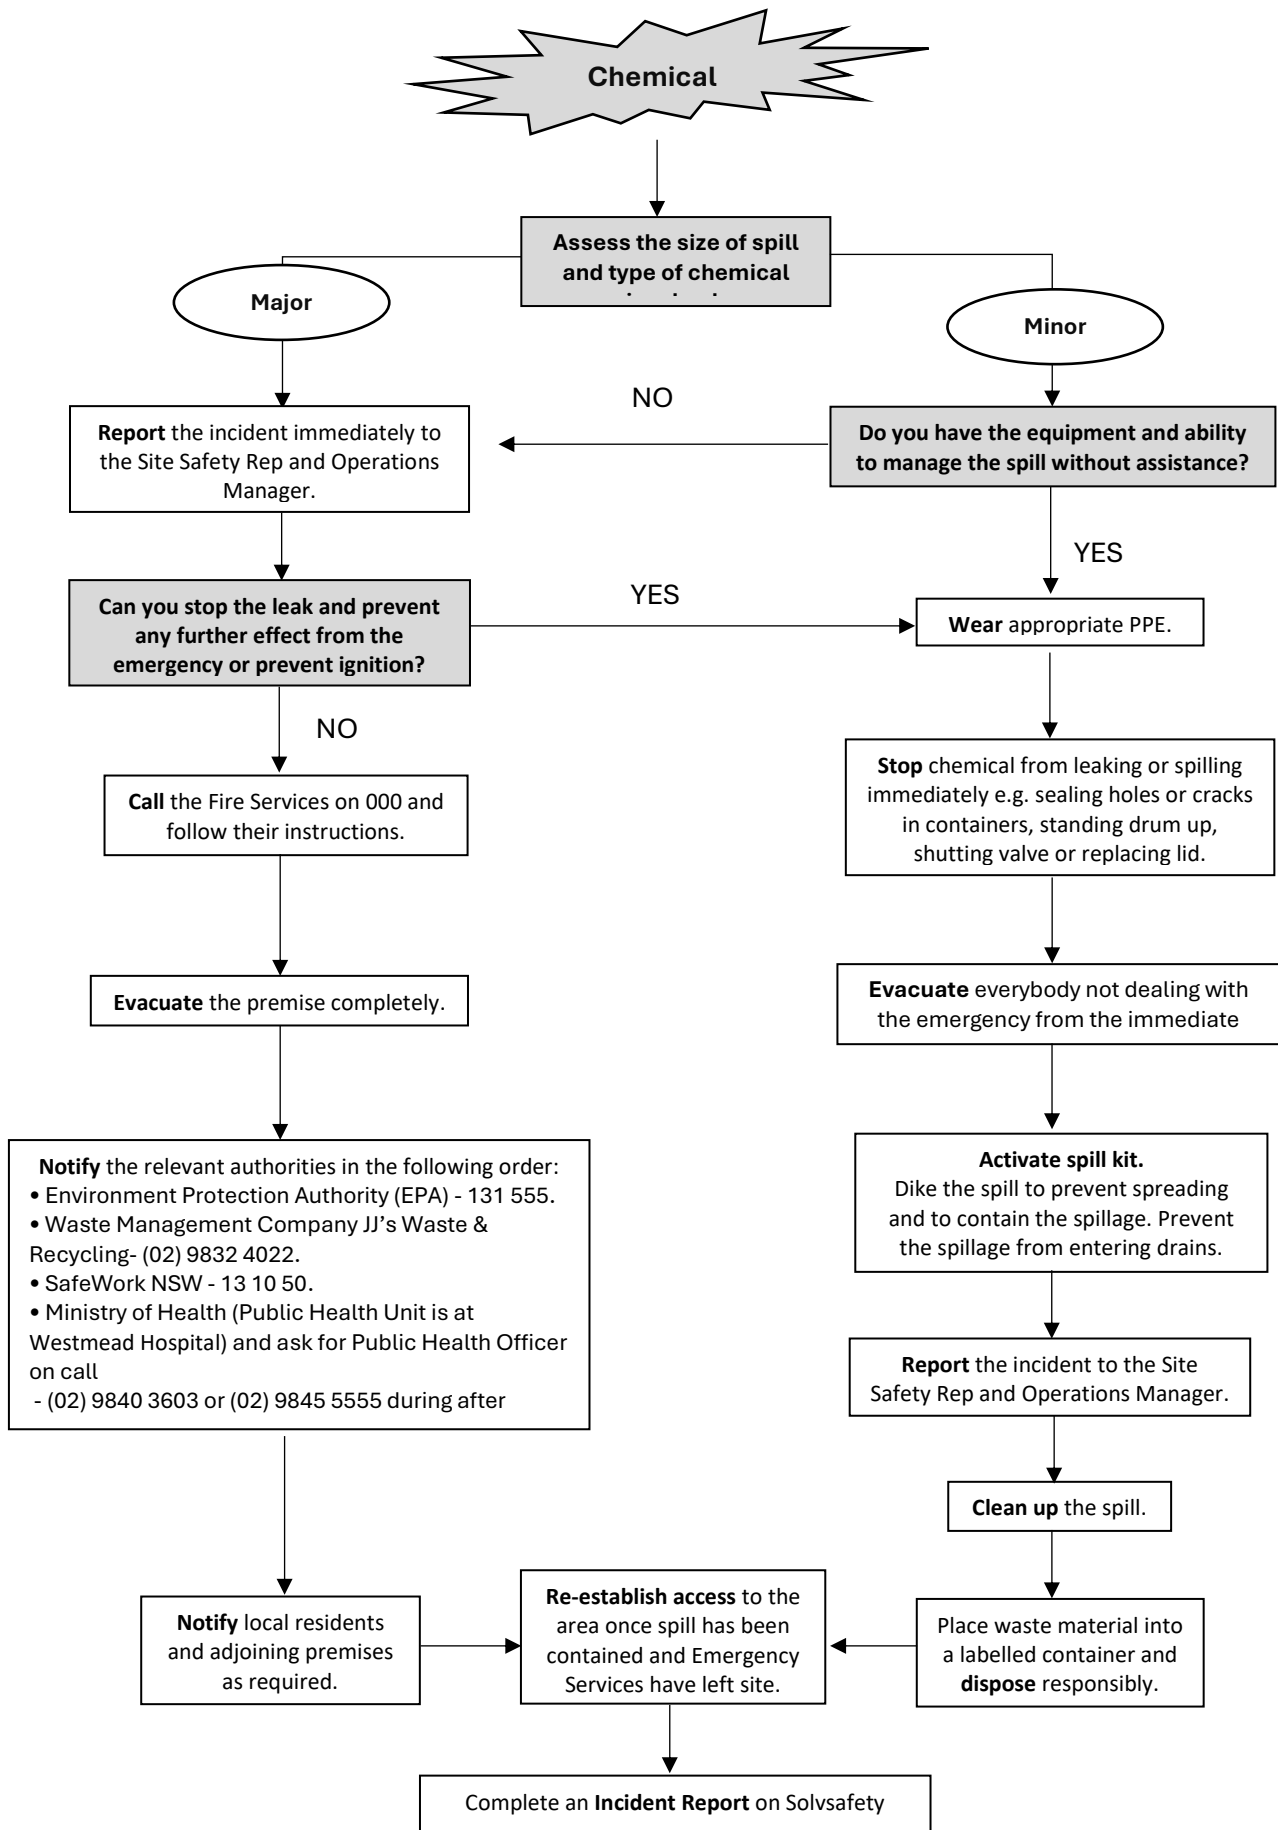 Chemical
Assess the size of spill
and type of chemical
Major
Minor
NO
Report the incident immediately to
the Site Safety Rep and Operations
Manager.
Do you have the equipment and ability
to manage the spill without assistance?
YES
Can you stop the leak and prevent
any further effect from the
emergency or prevent ignition?
YES
Wear appropriate PPE.
NO
Stop chemical from leaking or spilling
immediately e.g. sealing holes or cracks
in containers, standing drum up,
shutting valve or replacing lid.
Call the Fire Services on 000 and
follow their instructions.
Evacuate the premise completely.
Evacuate everybody not dealing with
the emergency from the immediate
Notify the relevant authorities in the following order:
• Environment Protection Authority (EPA) - 131 555.
• Waste Management Company JJ’s Waste &
Recycling- (02) 9832 4022.
• SafeWork NSW - 13 10 50.
• Ministry of Health (Public Health Unit is at
Westmead Hospital) and ask for Public Health Officer
on call
- (02) 9840 3603 or (02) 9845 5555 during after
Activate spill kit.
Dike the spill to prevent spreading
and to contain the spillage. Prevent
the spillage from entering drains.
Report the incident to the Site
Safety Rep and Operations Manager.
Clean up the spill.
Notify local residents
and adjoining premises
as required.
Re-establish access to the
area once spill has been
contained and Emergency
Services have left site.
Place waste material into
a labelled container and
dispose responsibly.
Complete an Incident Report on Solvsafety